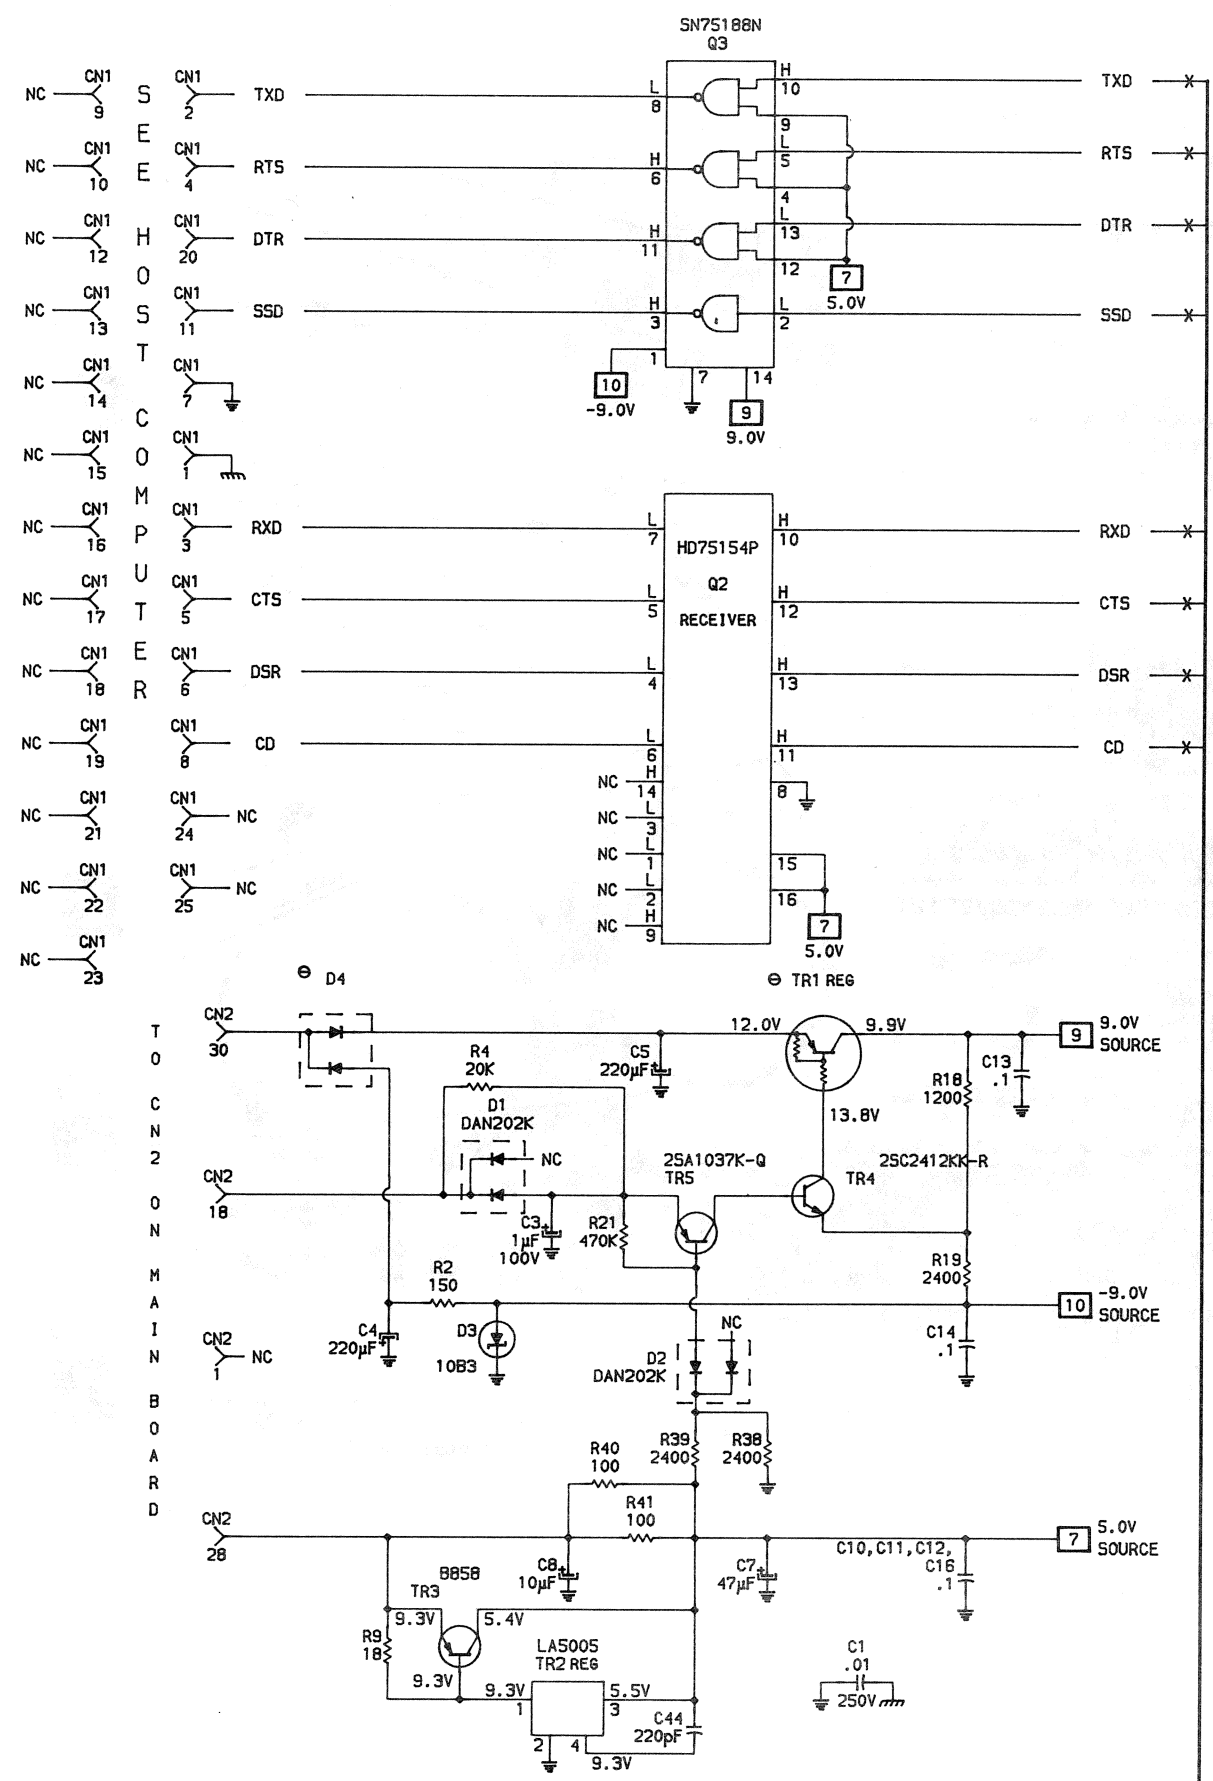 SN75188N
Q3
NC CN1 9 CN1 2 TXD L 8 H 10 TXD X
9
NC CN1 10 CN1 4 RTS H 6 L 5 RTS X
4
NC CN1 12 CN1 20 DTR H 11 L 13 DTR X
12
7
5.0V
NC CN1 13 CN1 11 SSD H 3 L 2 SSD X
1 7 14
10
-9.0V
9
9.0V
NC CN1 14 CN1 7
NC CN1 15 CN1 1
SEE HOST COMPUTER
NC CN1 16 CN1 3 RXD L 7 H 10 RXD X
HD75154P
Q2
RECEIVER
NC CN1 17 CN1 5 CTS L 5 H 12 CTS X
NC CN1 18 CN1 6 DSR L 4 H 13 DSR X
NC CN1 19 CN1 8 CD L 6 H 11 CD X
NC H 14 8
NC CN1 21 CN1 24 NC
NC L 3
NC L 1 15
NC CN1 22 CN1 25 NC
NC L 2 16
NC H 9
7
5.0V
NC CN1 23
⊖ D4
⊖ TR1 REG
TO CN2 ON MAIN BOARD
CN2
30
12.0V
9.9V
9
9.0V
SOURCE
C5
220µF
+
C13
.1
R4
20K
R18
1200
D1
DAN202K
NC
13.8V
2SA1037K-Q
TR5
2SC2412KK-R
TR4
CN2
18
C3
1µF
100V
+
R21
470K
R2
150
R19
2400
10
-9.0V
SOURCE
C4
220µF
+
D3
10B3
NC
C14
.1
CN2
1
NC
D2
DAN202K
R39
2400
R38
2400
R40
100
R41
100
CN2
28
7
5.0V
SOURCE
C8
10µF
+
C7
47µF
+
C10,C11,C12,
C16
.1
B858
TR3
9.3V
5.4V
R9
18
9.3V
LA5005
TR2 REG
9.3V
1
5.5V
3
2
4
9.3V
C44
220pF
C1
.01
250V